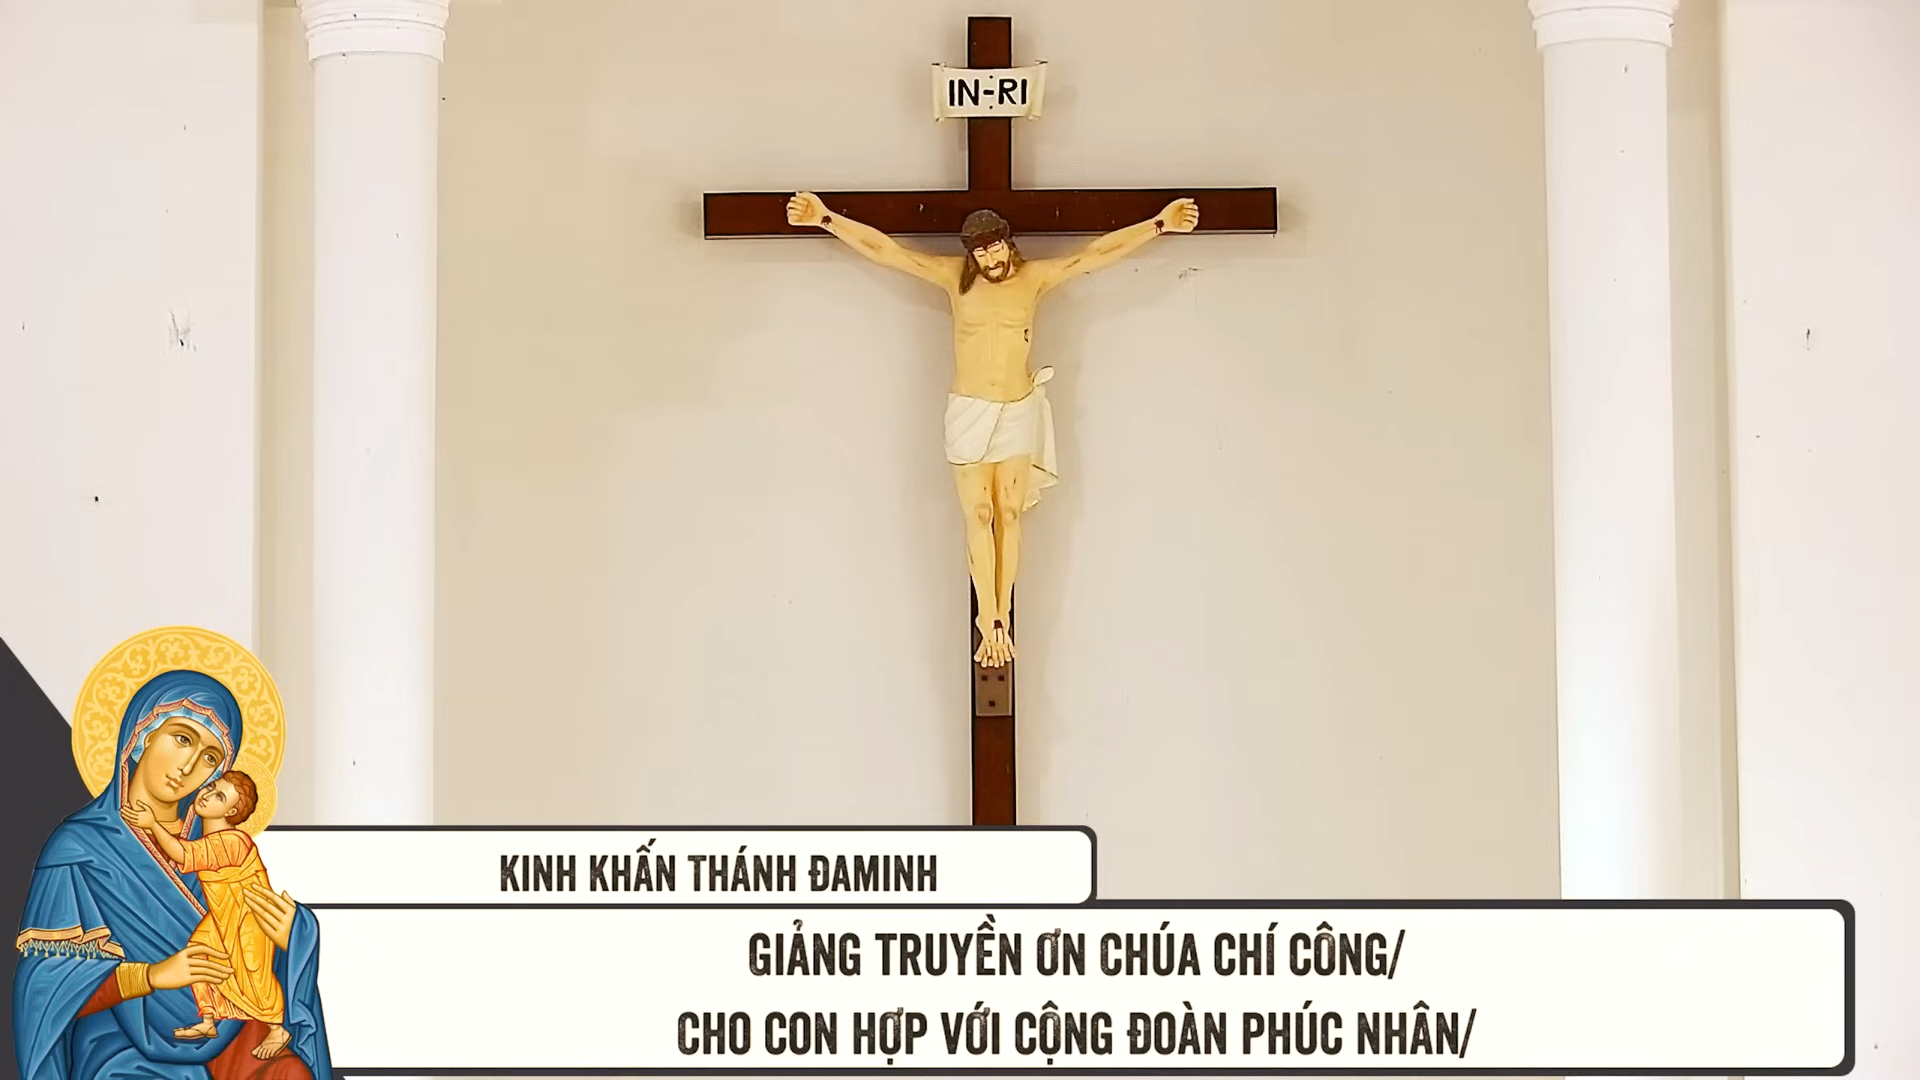 IN-RI
KINH KHẤN THÁNH ĐAMINH
GIẢNG TRUYỀN ƠN CHÚA CHÍ CÔNG/
CHO CON HỢP VỚI CỘNG ĐOÀN PHÚC NHÂN/